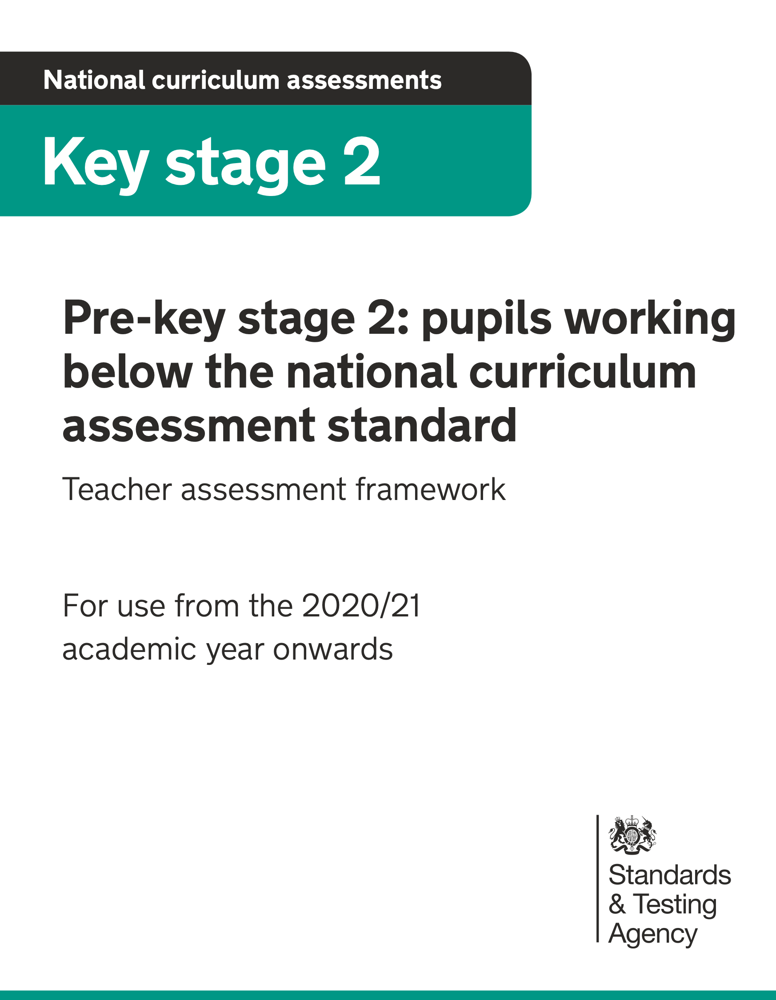 National curriculum assessments
Key stage 2
Pre-key stage 2: pupils working
below the national curriculum
assessment standard
Teacher assessment framework
For use from the 2020/21
academic year onwards
Standards
& Testing
Agency